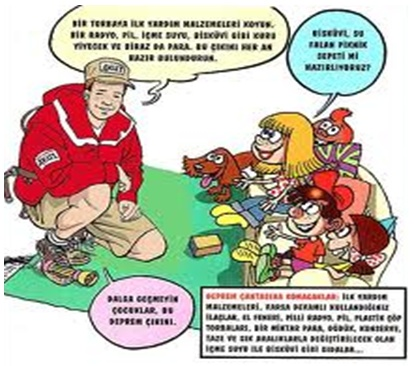 BİR TORBAYA İLK YARDIM MALZEMELERİ KOYUN.
BİR RADYO, PİL, İÇME SUYU, BİSKÜVİ GİBİ KURU
YİYECEK VE BİRAZ DA PARA. BU ÇIKINI HER AN
HAZIR BULUNDURUN.
BİSKÜVİ, SU
FALAN PİKNİK
SEPETİ Mİ
HAZIRLIYORUZ?
AKUT
AKUT
DALGA GEÇMEYİN
ÇOCUKLAR, BU
DEPREM ÇIKINI.
DEPREM ÇANTASINA KONACAKLAR: İLK YARDIM
MALZEMELERİ, VARSA DEVAMLI KULLANDIĞINIZ
İLAÇLAR, EL FENERİ, PİLLİ RADYO, PİL, PLASTİK ÇÖP
TORBALARI, BİR MİKTAR PARA, DÜDÜK, KONSERVE,
TAZE VE SIK ARALIKLARLA DEĞİŞTİRİLECEK OLAN
İÇME SUYU İLE BİSKÜVİ GİBİ GIDALAR...